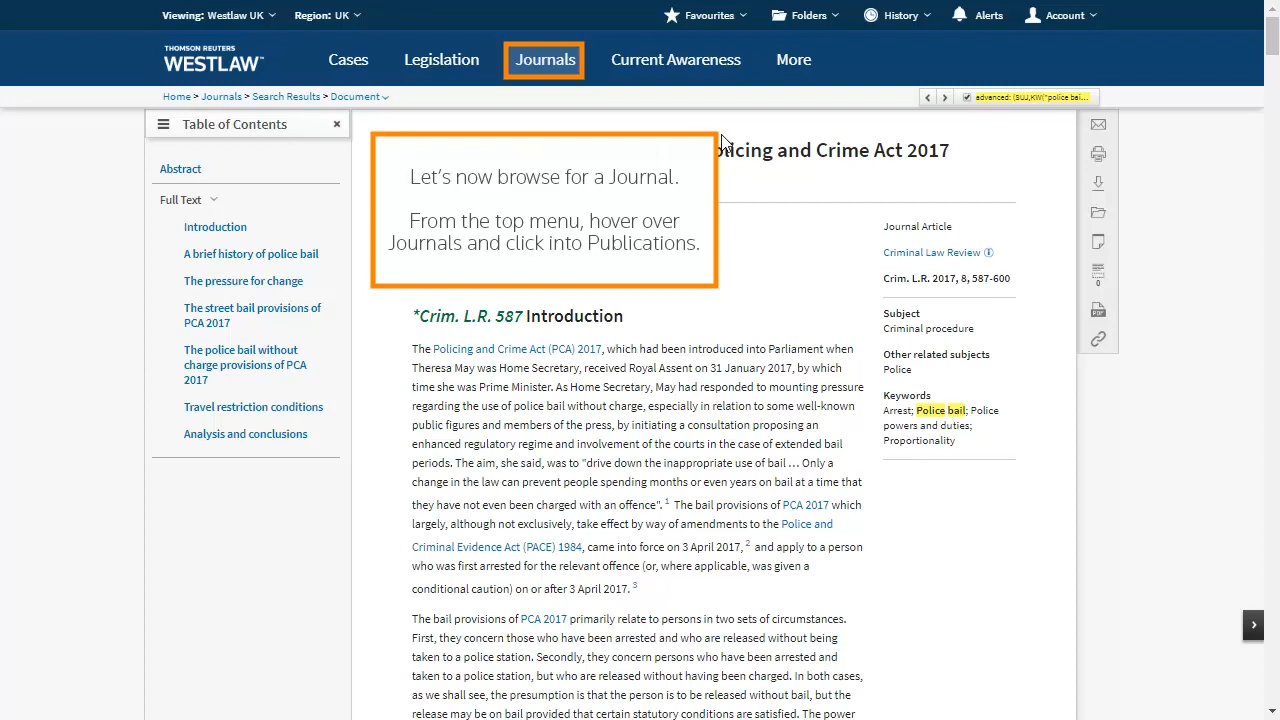 Viewing: Westlaw UK
Region: UK
Favourites
Folders
History
Alerts
Account
THOMSON REUTERS
WESTLAW™
Cases
Legislation
Journals
Current Awareness
More
Home > Journals > Search Results > Document
advanced: (SUJ,KW("police bai...
Table of Contents
Abstract
Full Text
Introduction
A brief history of police bail
The pressure for change
The street bail provisions of
PCA 2017
The police bail without
charge provisions of PCA
2017
Travel restriction conditions
Analysis and conclusions
Let's now browse for a Journal.
From the top menu, hover over
Journals and click into Publications.
Policing and Crime Act 2017
*Crim. L.R. 587 Introduction
The Policing and Crime Act (PCA) 2017, which had been introduced into Parliament when
Theresa May was Home Secretary, received Royal Assent on 31 January 2017, by which
time she was Prime Minister. As Home Secretary, May had responded to mounting pressure
regarding the use of police bail without charge, especially in relation to some well-known
public figures and members of the press, by initiating a consultation proposing an
enhanced regulatory regime and involvement of the courts in the case of extended bail
periods. The aim, she said, was to "drive down the inappropriate use of bail … Only a
change in the law can prevent people spending months or even years on bail at a time that
they have not even been charged with an offence". 1 The bail provisions of PCA 2017 which
largely, although not exclusively, take effect by way of amendments to the Police and
Criminal Evidence Act (PACE) 1984, came into force on 3 April 2017, 2 and apply to a person
who was first arrested for the relevant offence (or, where applicable, was given a
conditional caution) on or after 3 April 2017. 3
The bail provisions of PCA 2017 primarily relate to persons in two sets of circumstances.
First, they concern those who have been arrested and who are released without being
taken to a police station. Secondly, they concern persons who have been arrested and
taken to a police station, but who are released without having been charged. In both cases,
as we shall see, the presumption is that the person is to be released without bail, but the
release may be on bail provided that certain statutory conditions are satisfied. The power
Journal Article
Criminal Law Review
Crim. L.R. 2017, 8, 587-600
Subject
Criminal procedure
Other related subjects
Police
Keywords
Arrest; Police bail; Police
powers and duties;
Proportionality
0
PDF